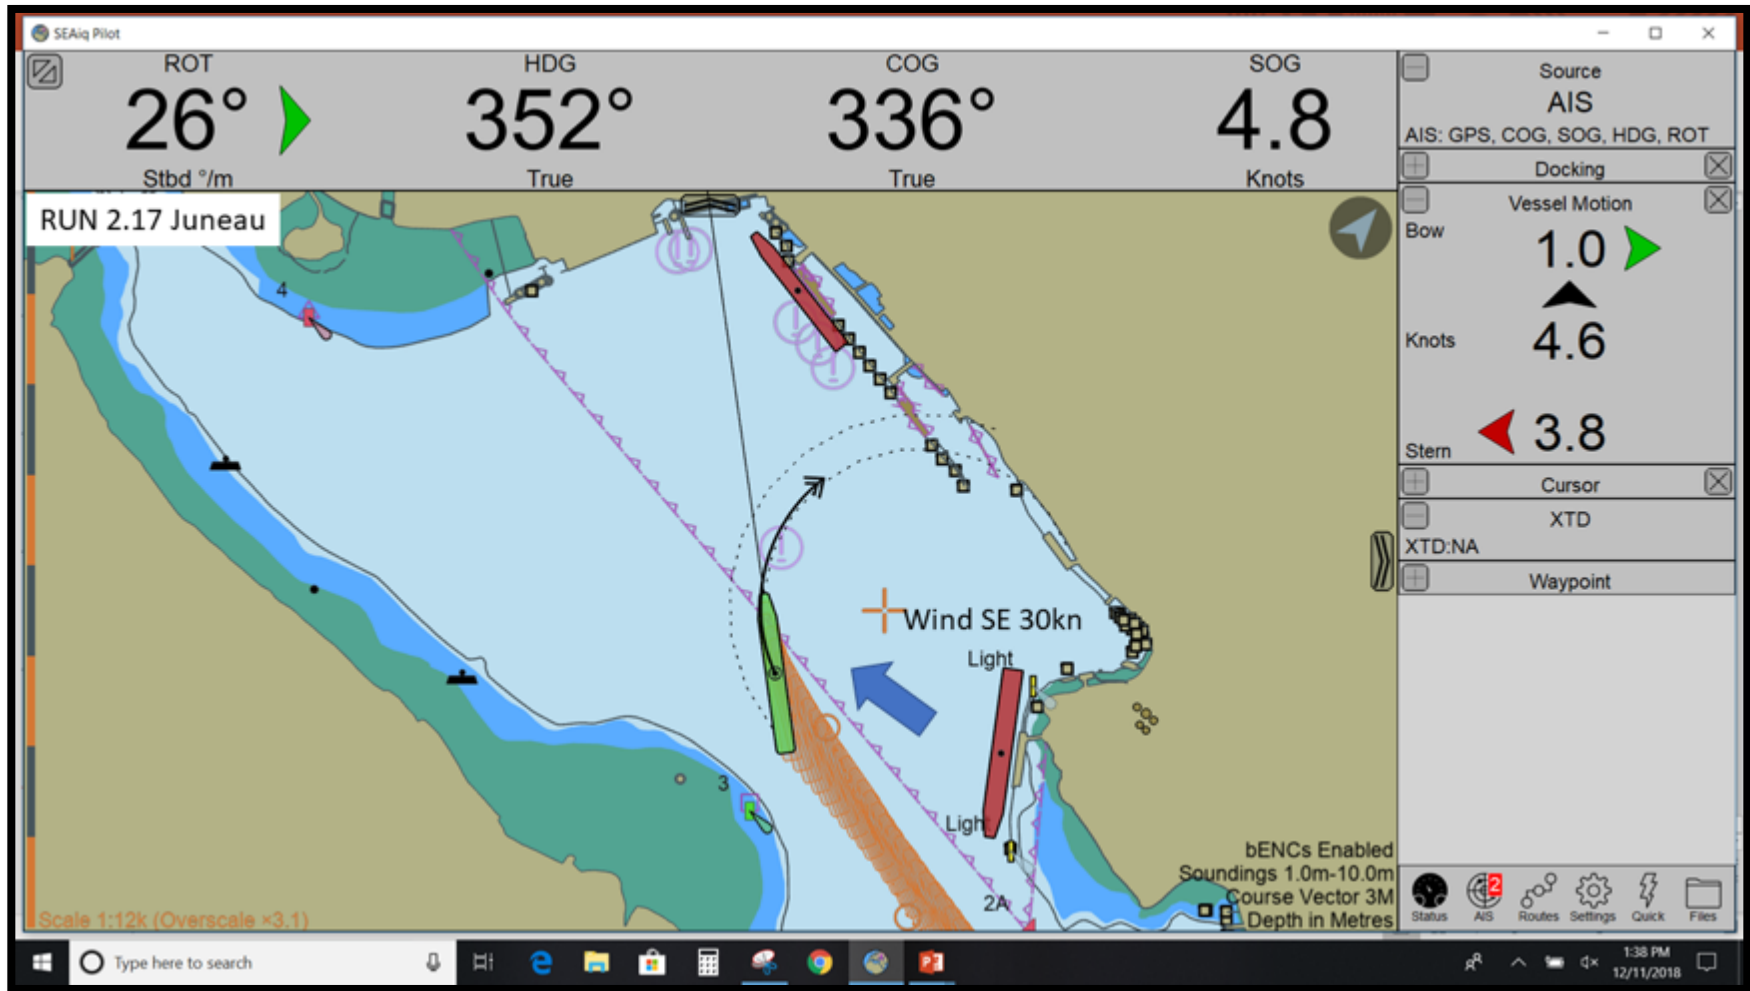 SEAiq Pilot
ROT
26°
Stbd °/m
HDG
352°
True
COG
336°
True
SOG
4.8
Knots
Source
AIS
AIS: GPS, COG, SOG, HDG, ROT
Docking
Vessel Motion
Bow
1.0
Knots
4.6
Stern
3.8
Cursor
XTD
XTD:NA
Waypoint
RUN 2.17 Juneau
4
Wind SE 30kn
Light
3
Light
2A
bENCs Enabled
Soundings 1.0m-10.0m
Course Vector 3M
Depth in Metres
Scale 1:12k (Overscale ×3.1)
2
Status
AIS
Routes
Settings
Quick
Files
Type here to search
1:38 PM
12/11/2018